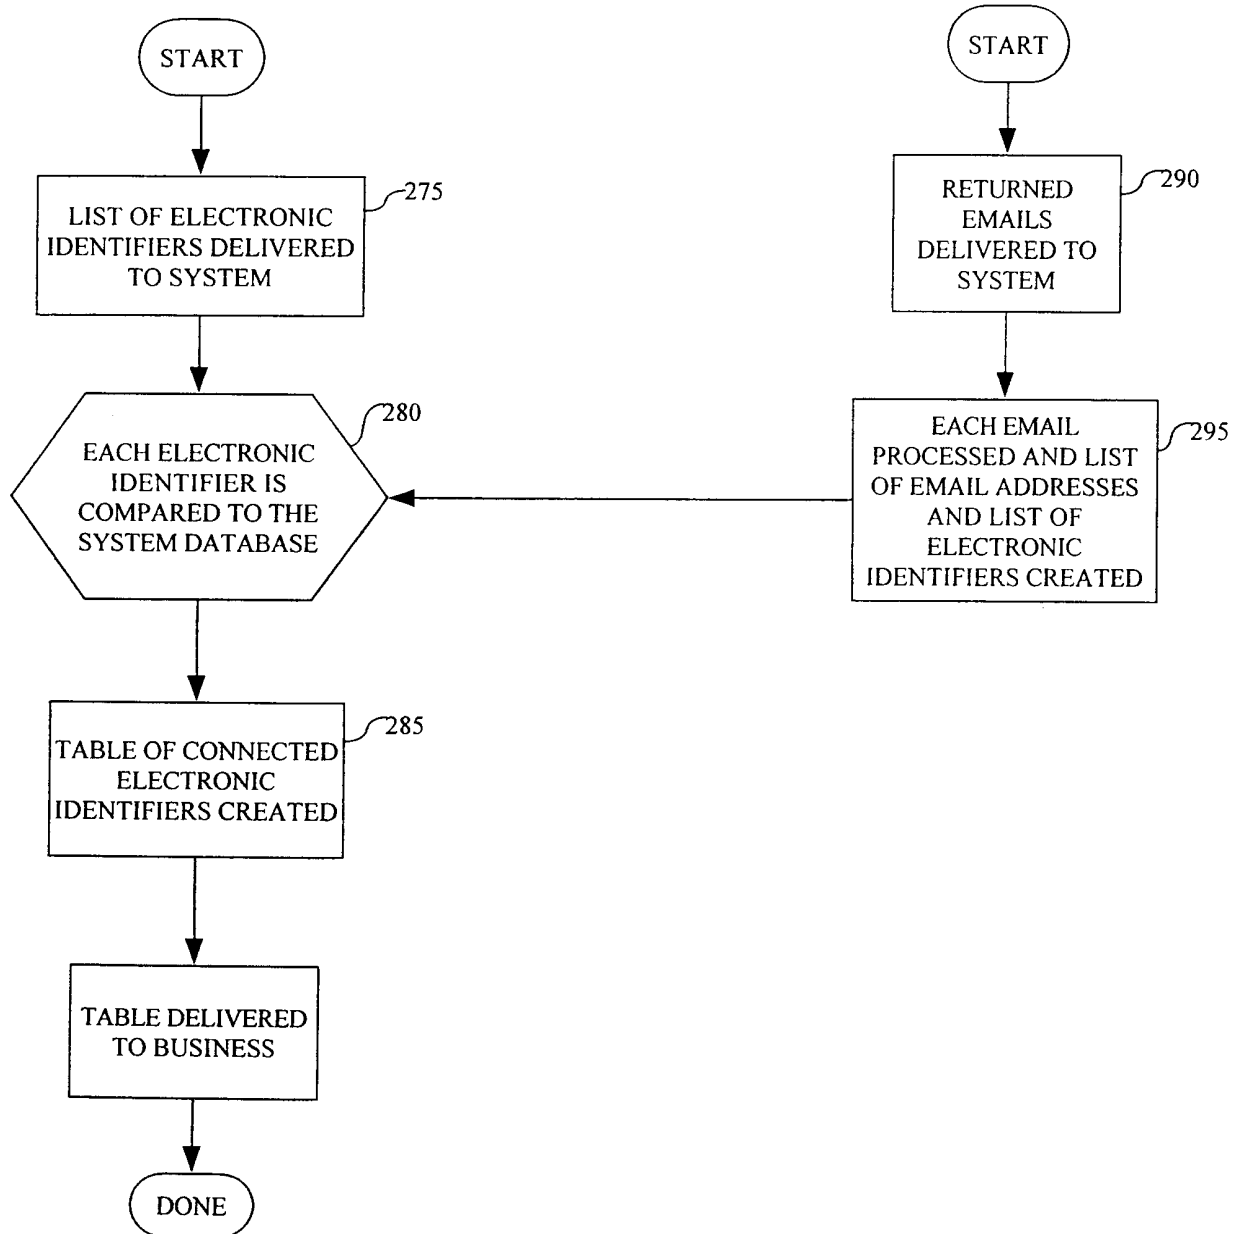 START
275
LIST OF ELECTRONIC
IDENTIFIERS DELIVERED
TO SYSTEM
280
EACH ELECTRONIC
IDENTIFIER IS
COMPARED TO THE
SYSTEM DATABASE
285
TABLE OF CONNECTED
ELECTRONIC
IDENTIFIERS CREATED
TABLE DELIVERED
TO BUSINESS
DONE
START
290
RETURNED
EMAILS
DELIVERED TO
SYSTEM
295
EACH EMAIL
PROCESSED AND LIST
OF EMAIL ADDRESSES
AND LIST OF
ELECTRONIC
IDENTIFIERS CREATED